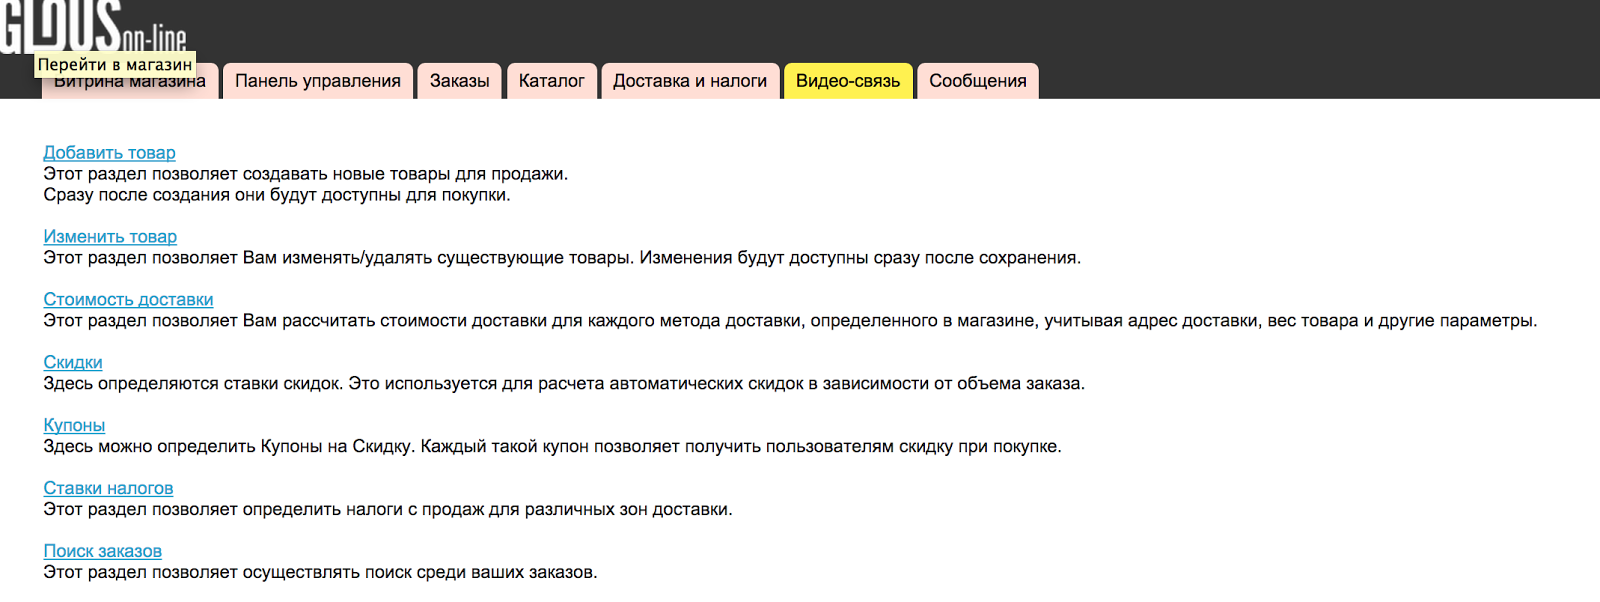 GLOUS on-line
Перейти в магазин
Витрина магазина
Панель управления
Заказы
Каталог
Доставка и налоги
Видео-связь
Сообщения
Добавить товар
Этот раздел позволяет создавать новые товары для продажи.
Сразу после создания они будут доступны для покупки.
Изменить товар
Этот раздел позволяет Вам изменять/удалять существующие товары. Изменения будут доступны сразу после сохранения.
Стоимость доставки
Этот раздел позволяет Вам рассчитать стоимости доставки для каждого метода доставки, определенного в магазине, учитывая адрес доставки, вес товара и другие параметры.
Скидки
Здесь определяются ставки скидок. Это используется для расчета автоматических скидок в зависимости от объема заказа.
Купоны
Здесь можно определить Купоны на Скидку. Каждый такой купон позволяет получить пользователям скидку при покупке.
Ставки налогов
Этот раздел позволяет определить налоги с продаж для различных зон доставки.
Поиск заказов
Этот раздел позволяет осуществлять поиск среди ваших заказов.